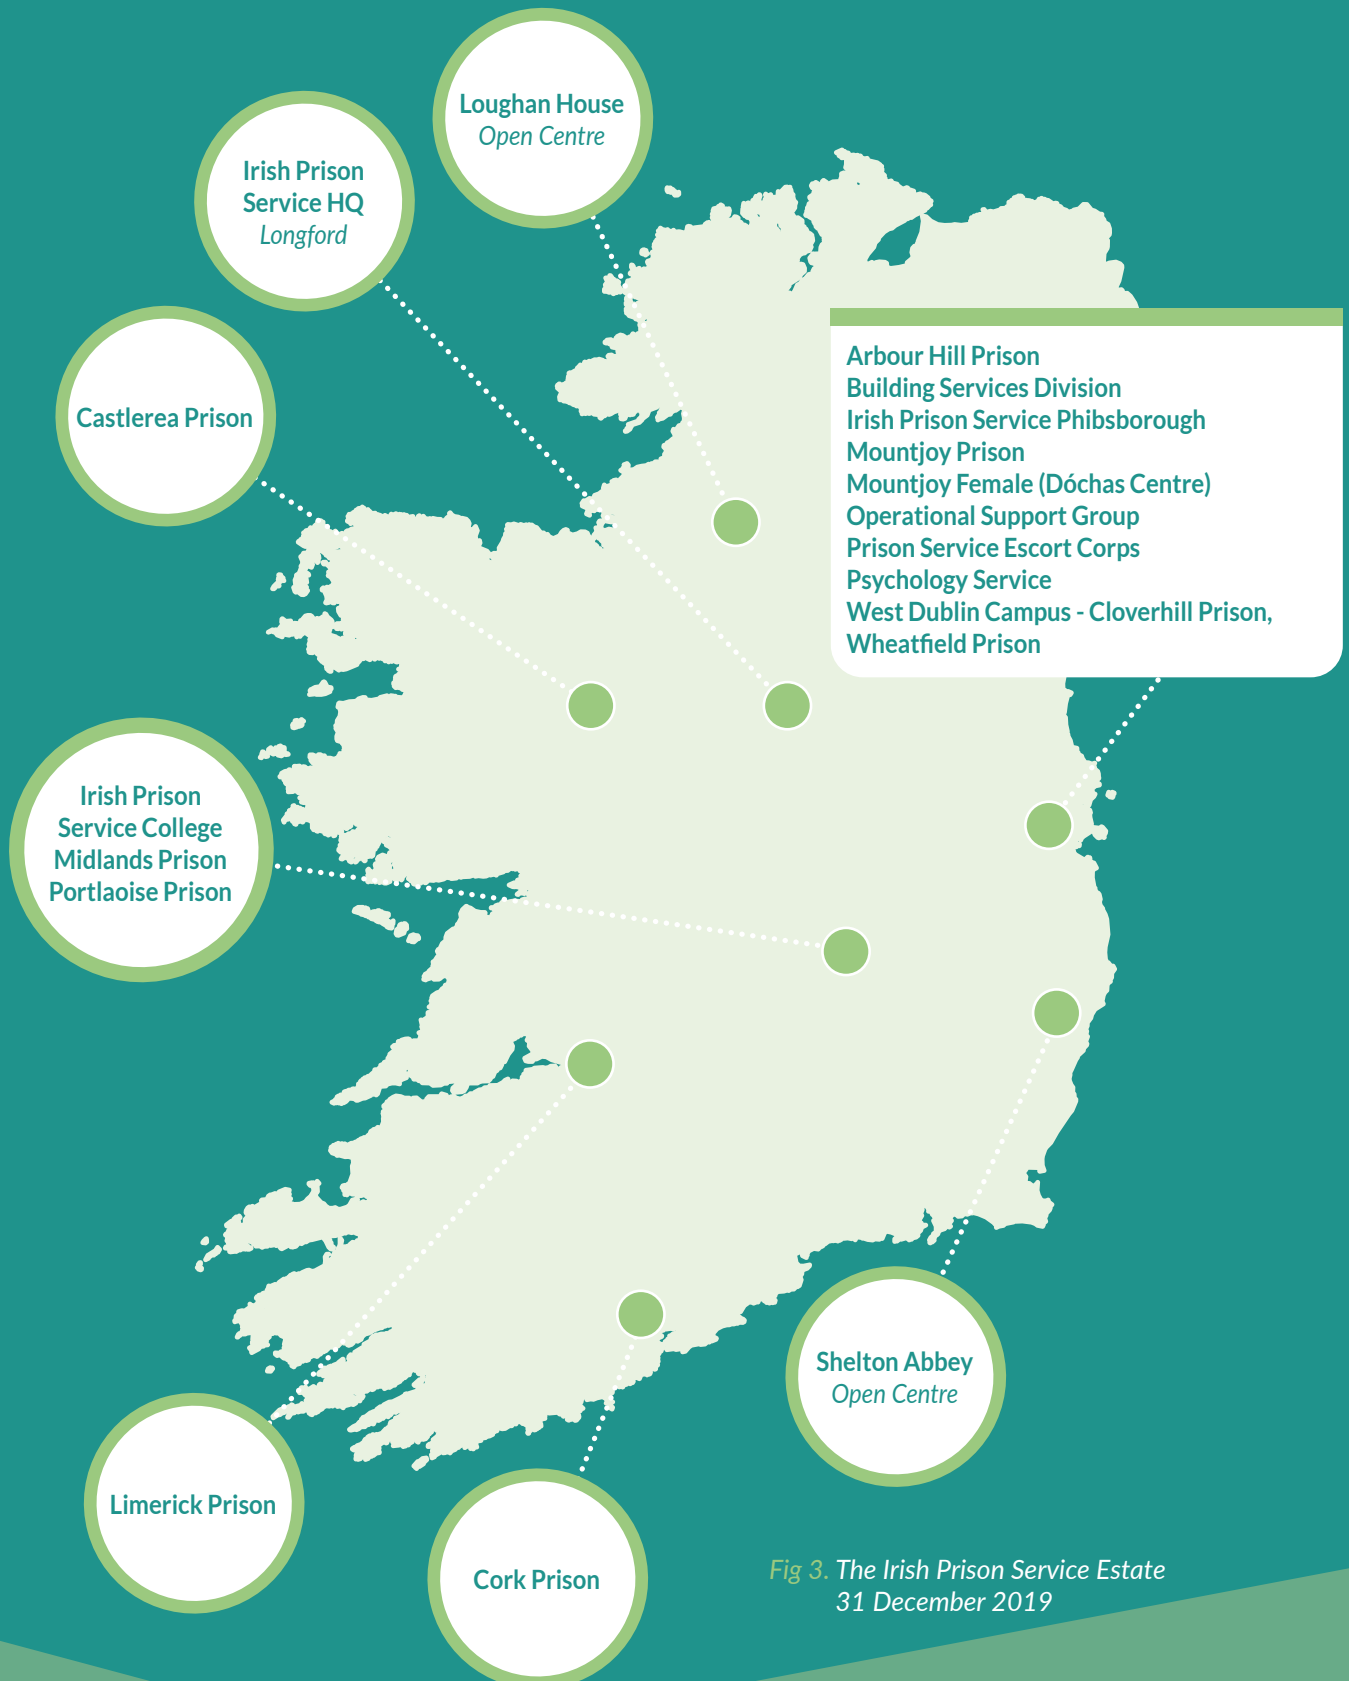 Loughan House
Open Centre
Irish Prison
Service HQ
Longford
Castlerea Prison
Arbour Hill Prison
Building Services Division
Irish Prison Service Phibsborough
Mountjoy Prison
Mountjoy Female (Dóchas Centre)
Operational Support Group
Prison Service Escort Corps
Psychology Service
West Dublin Campus - Cloverhill Prison,
Wheatfield Prison
Irish Prison
Service College
Midlands Prison
Portlaoise Prison
Shelton Abbey
Open Centre
Limerick Prison
Cork Prison
Fig 3. The Irish Prison Service Estate
31 December 2019